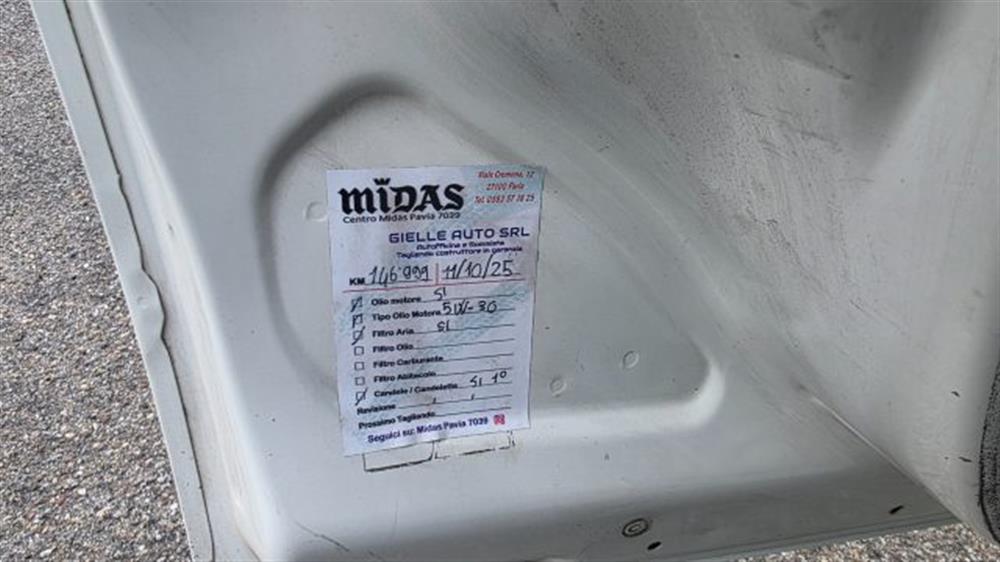 MIDAS
Centro Midas Pavia 7039
Viale Cremona, 12
27100 Pavia
Tel. 0382 57 38 25
GIELLE AUTO SRL
Autofficina e Gommista
Tagliando costruttore in garanzia
KM 146'999 11/10/25
Olio motore SI
Tipo Olio Motore 5W-30
Filtro Aria SI
Filtro Olio
Filtro Carburante
Filtro Abitacolo
Candele / Candelette SI 1°
Revisione / /
Prossimo Tagliando
Seguici su: Midas Pavia 7039